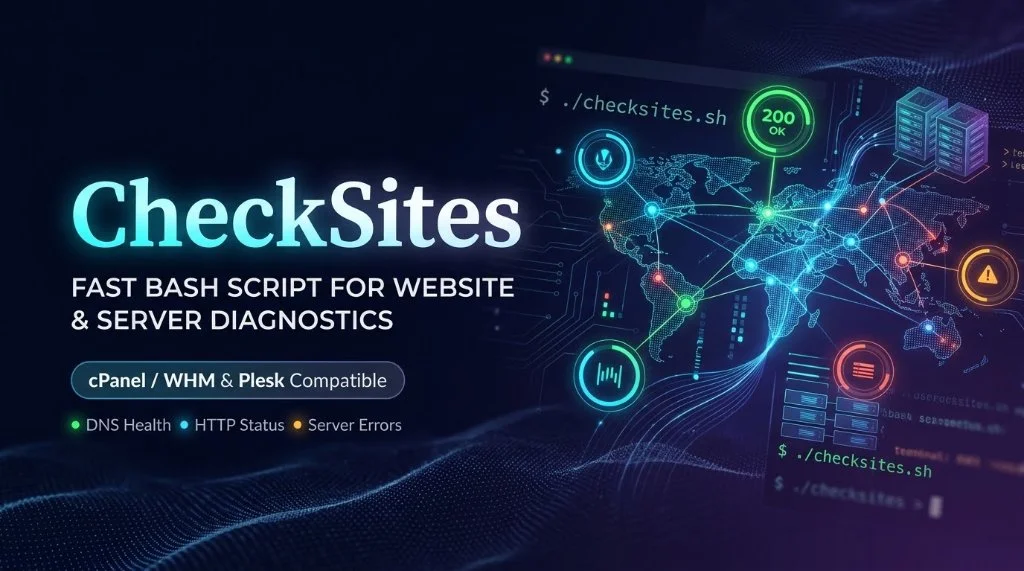 CheckSites
FAST BASH SCRIPT FOR WEBSITE
& SERVER DIAGNOSTICS
cPanel / WHM & Plesk Compatible
DNS Health HTTP Status Server Errors
$ ./checksites.sh
200
OK
$ ./checksites.sh
$ ./checksites >